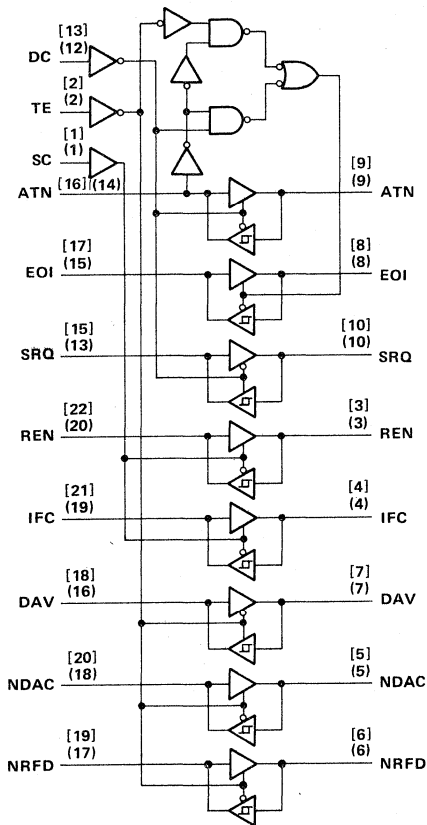 [13]
(12)
DC
[2]
(2)
TE
[1]
(1)
SC
[16] (14)
ATN
[9]
(9)
ATN
[17]
(15)
EOI
[8]
(8)
EOI
[15]
(13)
SRQ
[10]
(10)
SRQ
[22]
(20)
REN
[3]
(3)
REN
[21]
(19)
IFC
[4]
(4)
IFC
[18]
(16)
DAV
[7]
(7)
DAV
[20]
(18)
NDAC
[5]
(5)
NDAC
[19]
(17)
NRFD
[6]
(6)
NRFD